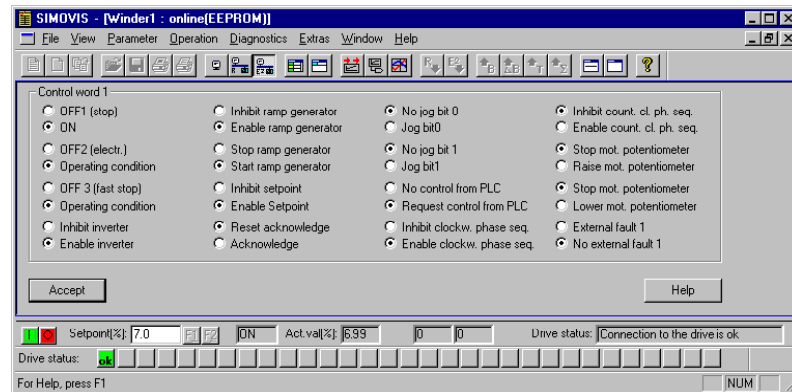 SIMOVIS - [Winder1 : online(EEPROM)]
File View Parameter Operation Diagnostics Extras Window Help
Control word 1
OFF1 (stop) Inhibit ramp generator No jog bit 0 Inhibit count. cl. ph. seq.
ON Enable ramp generator Jog bit0 Enable count. cl. ph. seq.
OFF2 (electr.) Stop ramp generator No jog bit 1 Stop mot. potentiometer
Operating condition Start ramp generator Jog bit1 Raise mot. potentiometer
OFF 3 (fast stop) Inhibit setpoint No control from PLC Stop mot. potentiometer
Operating condition Enable Setpoint Request control from PLC Lower mot. potentiometer
Inhibit inverter Reset acknowledge Inhibit clockw. phase seq. External fault 1
Enable inverter Acknowledge Enable clockw. phase seq. No external fault 1
Accept Help
Setpoint[%]: 7.0 F1 F2 ON Act.val[%]: 6.99 0 0 Drive status: Connection to the drive is ok
Drive status: ok
For Help, press F1 NUM